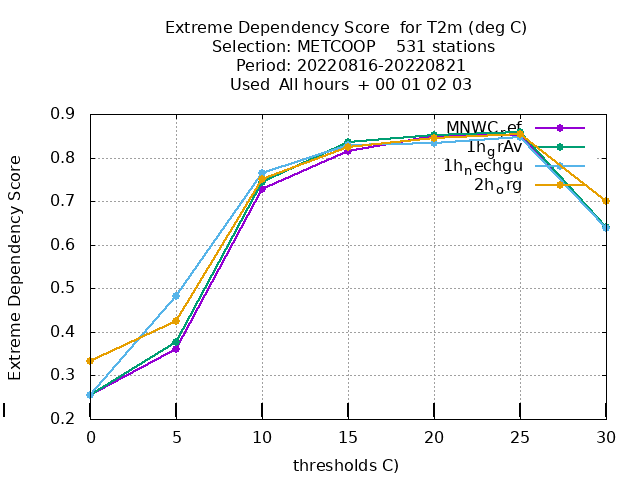 Extreme Dependency Score for T2m (deg C)
Selection: METCOOP 531 stations
Period: 20220816-20220821
Used All hours + 00 01 02 03
Extreme Dependency Score
0.9
0.8
0.7
0.6
0.5
0.4
0.3
0.2
MNWC_ref
1h_grAv
1h_nechgu
2h_org
0 5 10 15 20 25 30
thresholds C)